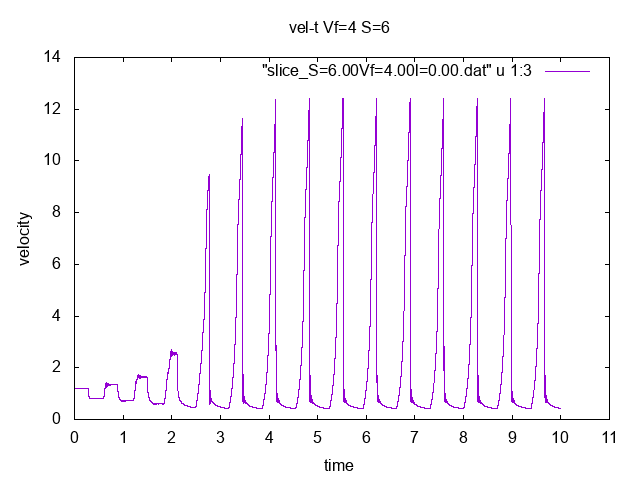 vel-t Vf=4 S=6
"slice_S=6.00Vf=4.00I=0.00.dat" u 1:3
14
12
10
8
6
4
2
0
velocity
0 1 2 3 4 5 6 7 8 9 10 11
time